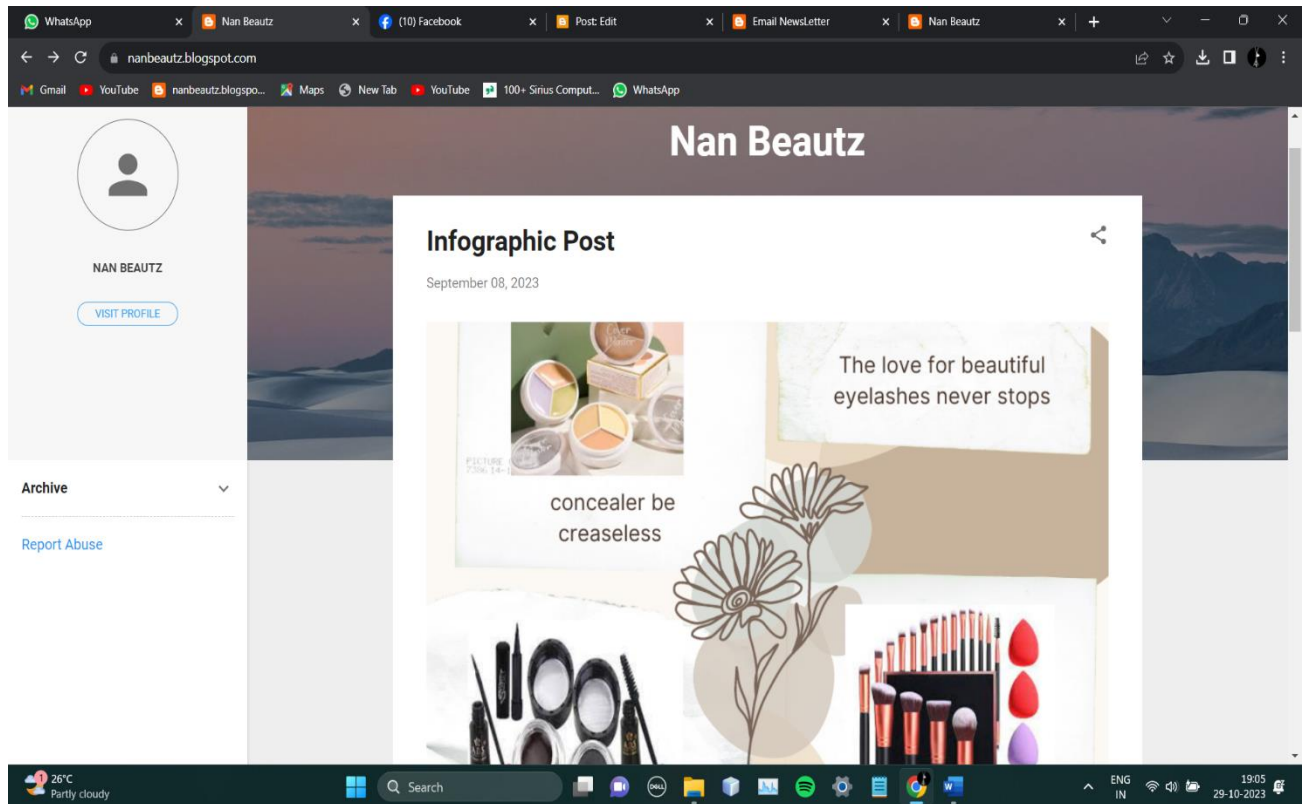 WhatsApp
Nan Beautz
(10) Facebook
Post: Edit
Email NewsLetter
Nan Beautz
nanbeautz.blogspot.com
Gmail
YouTube
nanbeautz.blogspo...
Maps
New Tab
YouTube
100+ Sirius Comput...
WhatsApp
Nan Beautz
NAN BEAUTZ
VISIT PROFILE
Archive
Report Abuse
Infographic Post
September 08, 2023
The love for beautiful
eyelashes never stops
concealer be
creaseless
1
26°C
Partly cloudy
Search
DELL
ENG
IN
19:05
29-10-2023